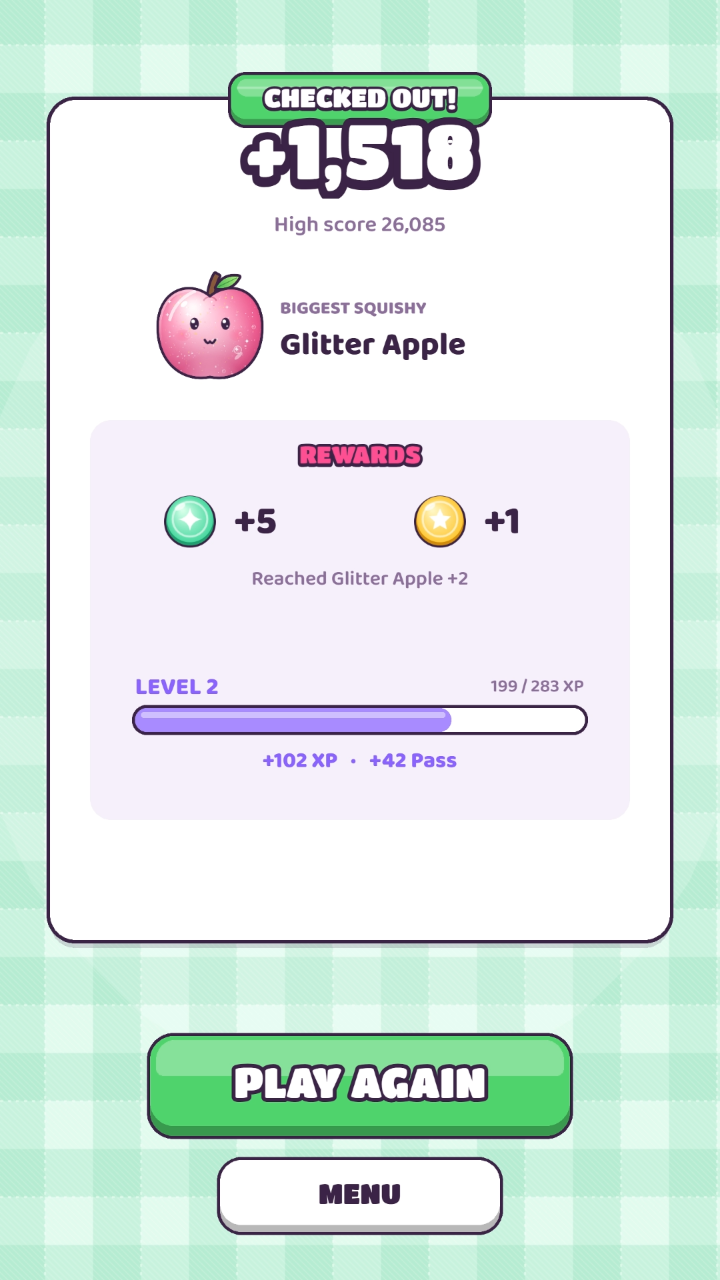 CHECKED OUT!
+1,518
High score 26,085
BIGGEST SQUISHY
Glitter Apple
REWARDS
+5 +1
Reached Glitter Apple +2
LEVEL 2 199 / 283 XP
+102 XP · +42 Pass
PLAY AGAIN
MENU